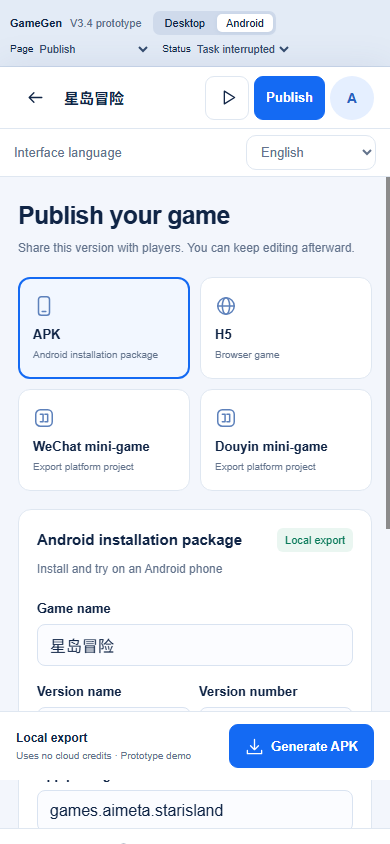 GameGen V3.4 prototype Desktop Android
Page Publish Status Task interrupted
星岛冒险 Publish A
Interface language English
Publish your game
Share this version with players. You can keep editing afterward.
APK
Android installation package
H5
Browser game
WeChat mini-game
Export platform project
Douyin mini-game
Export platform project
Android installation package Local export
Install and try on an Android phone
Game name
星岛冒险
Version name Version number
Local export
Uses no cloud credits · Prototype demo
Generate APK
games.aimeta.starisland